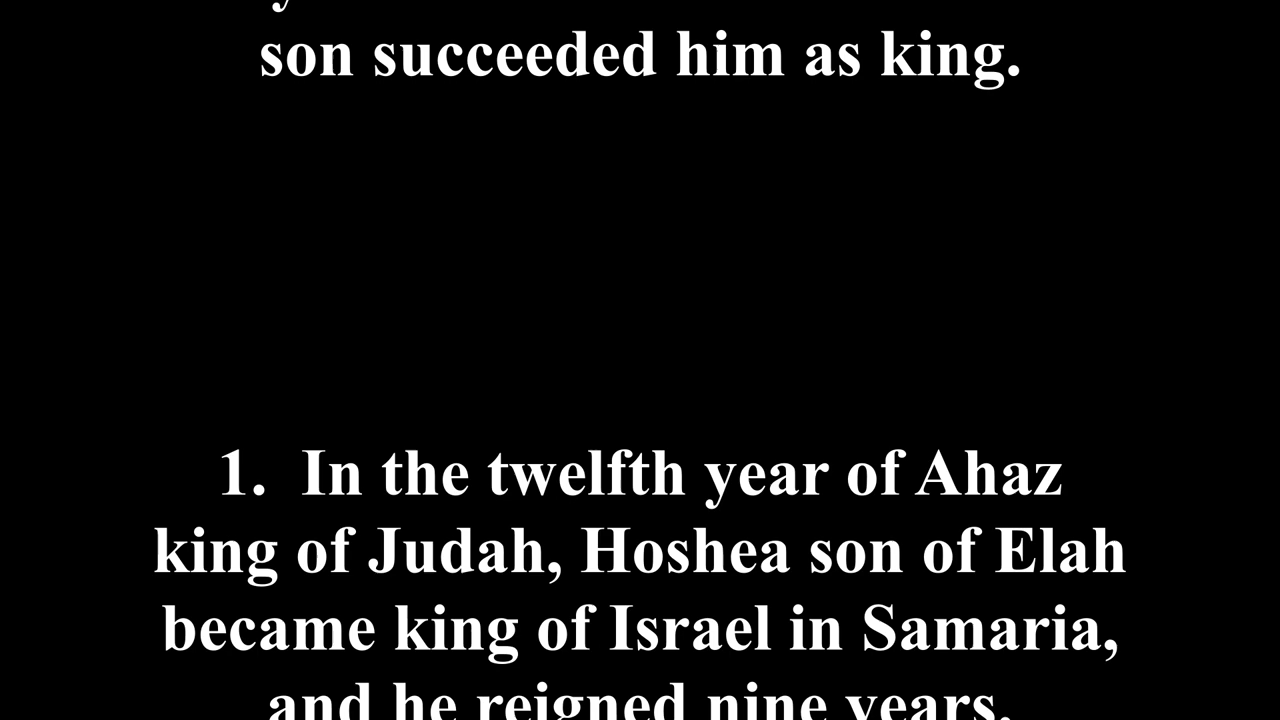 son succeeded him as king.
1. In the twelfth year of Ahaz
king of Judah, Hoshea son of Elah
became king of Israel in Samaria,
and he reigned nine years.